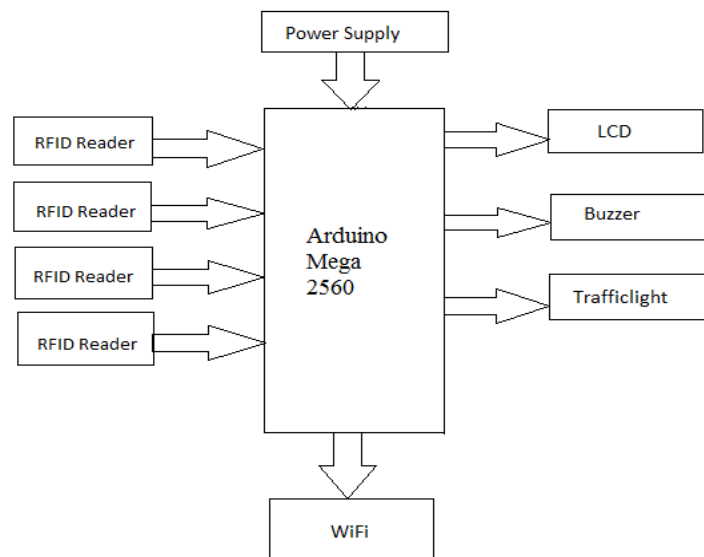 Power Supply
RFID Reader
RFID Reader
RFID Reader
RFID Reader
Arduino
Mega
2560
LCD
Buzzer
Trafficlight
WiFi